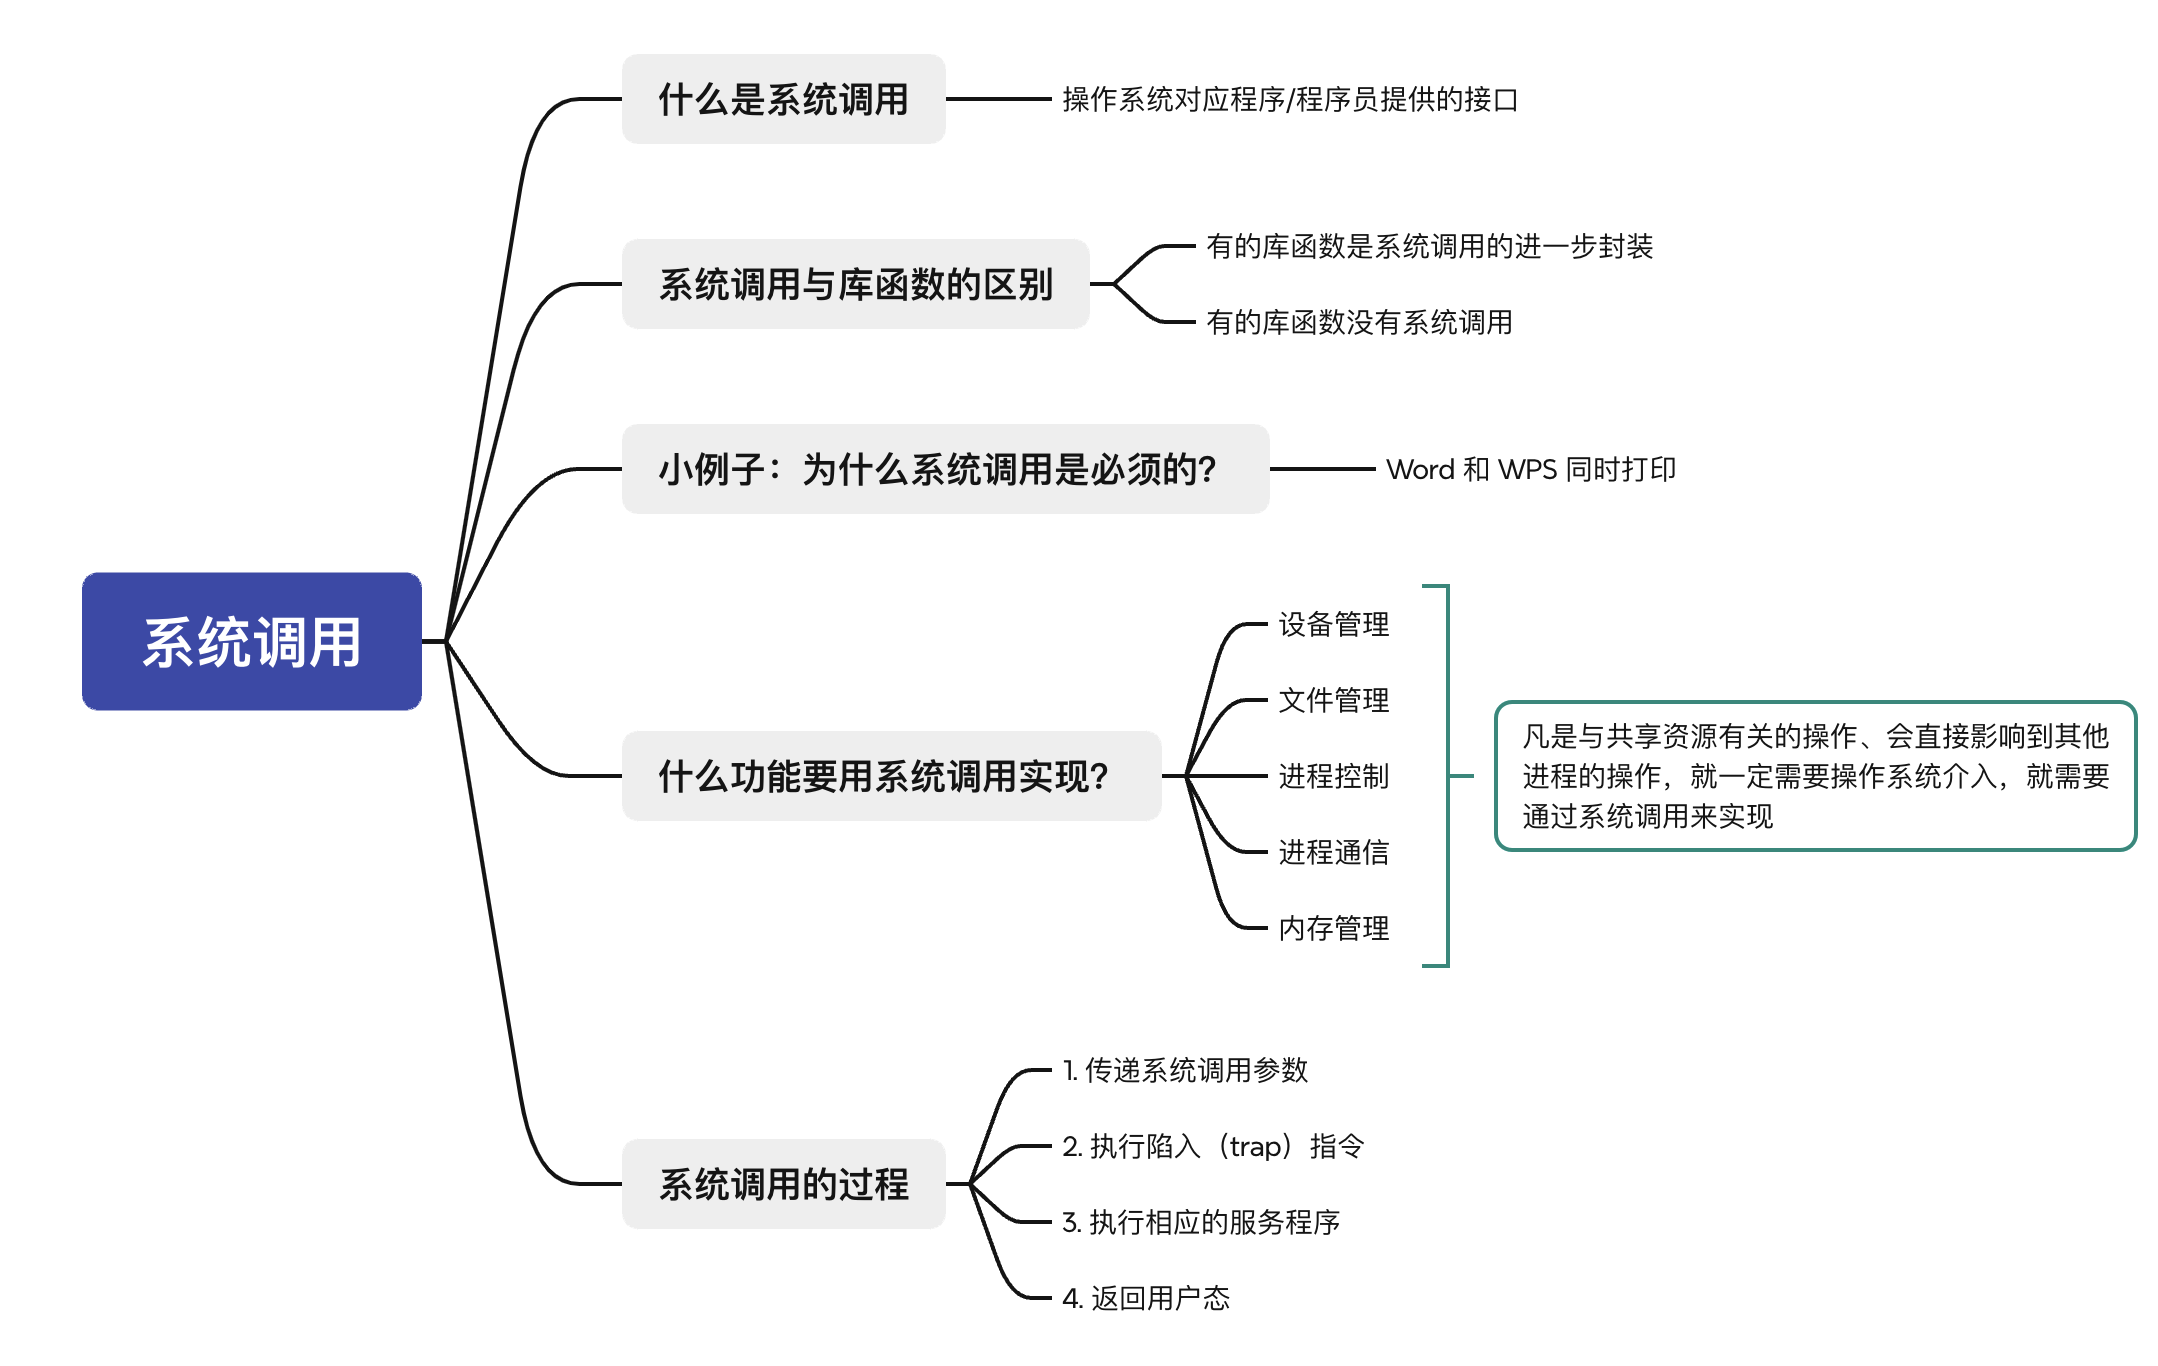 系统调用
什么是系统调用
操作系统对应程序/程序员提供的接口
系统调用与库函数的区别
有的库函数是系统调用的进一步封装
有的库函数没有系统调用
小例子：为什么系统调用是必须的？
Word 和 WPS 同时打印
什么功能要用系统调用实现？
设备管理
文件管理
进程控制
进程通信
内存管理
凡是与共享资源有关的操作、会直接影响到其他
进程的操作，就一定需要操作系统介入，就需要
通过系统调用来实现
系统调用的过程
1. 传递系统调用参数
2. 执行陷入（trap）指令
3. 执行相应的服务程序
4. 返回用户态